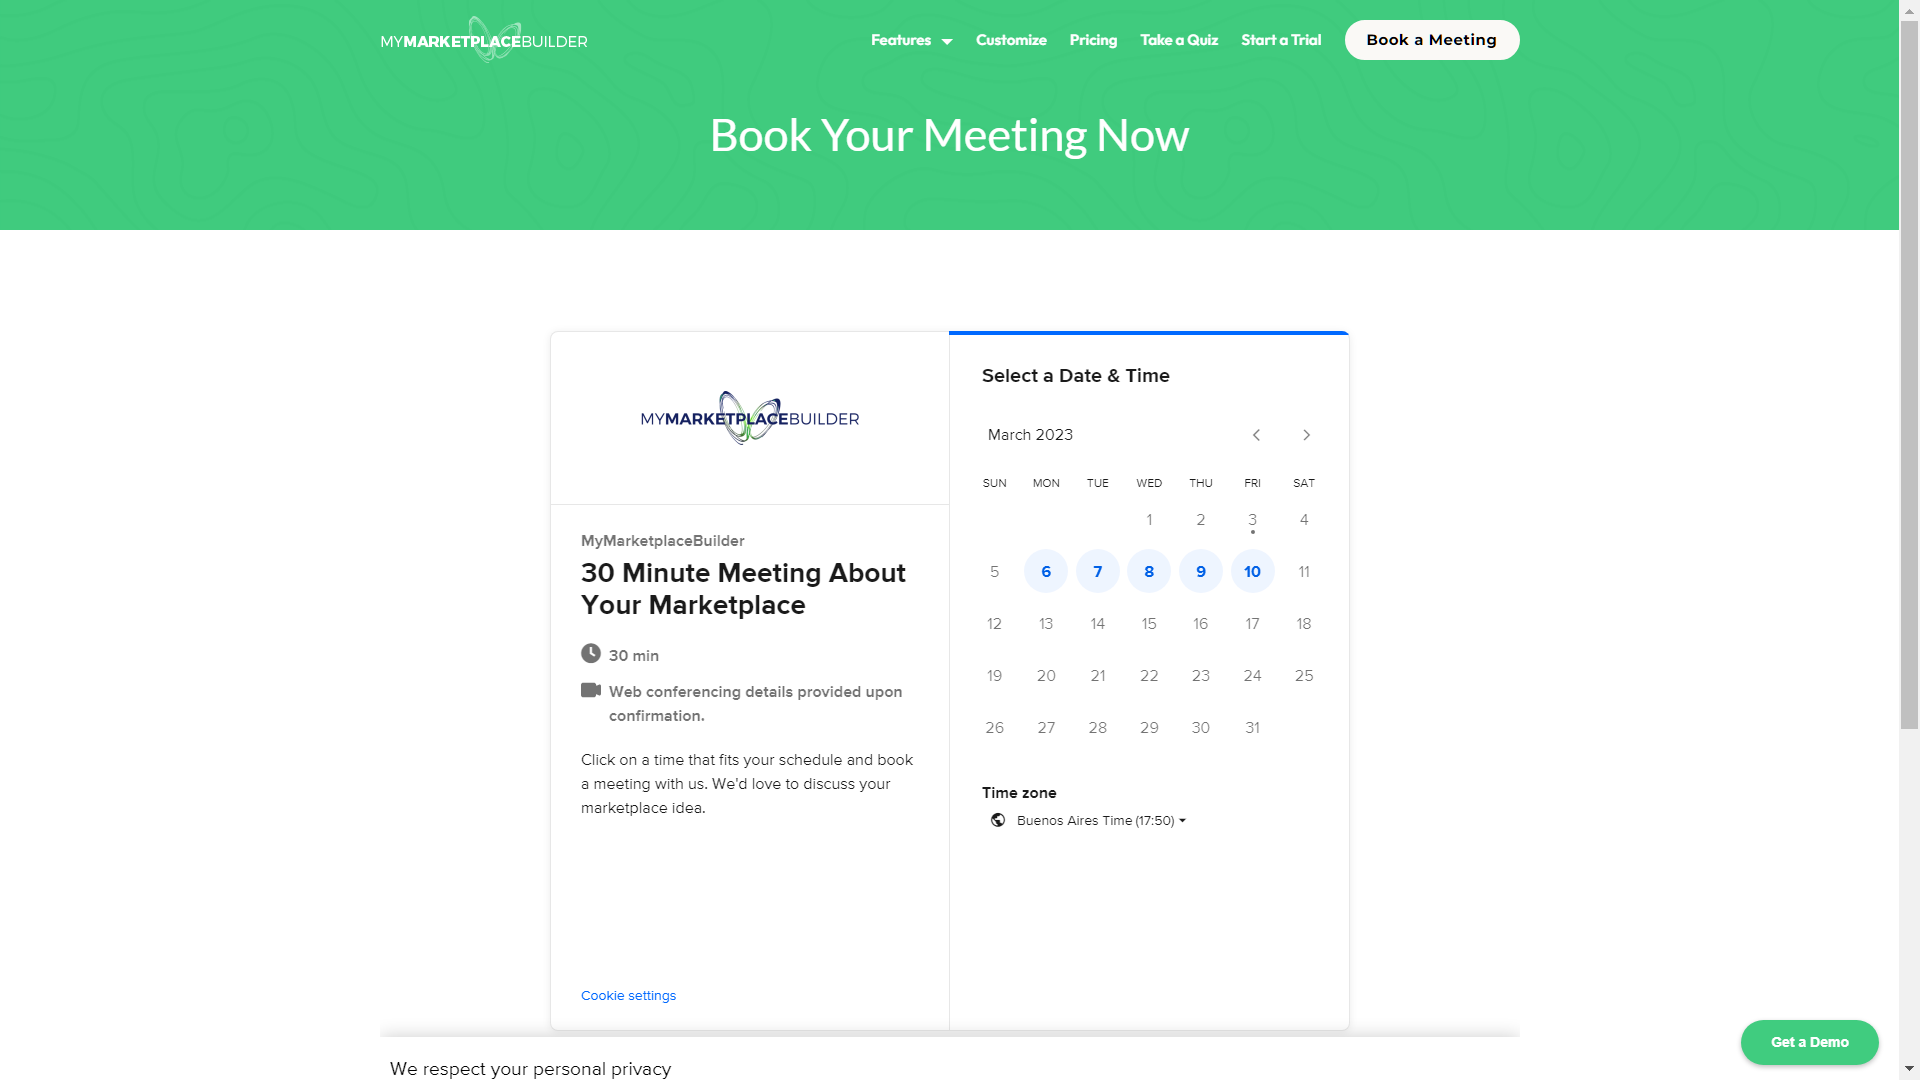 MYMARKETPLACEBUILDER
Features
Customize
Pricing
Take a Quiz
Start a Trial
Book a Meeting
Book Your Meeting Now
MYMARKETPLACEBUILDER
MyMarketplaceBuilder
30 Minute Meeting About
Your Marketplace
30 min
Web conferencing details provided upon
confirmation.
Click on a time that fits your schedule and book
a meeting with us. We'd love to discuss your
marketplace idea.
Cookie settings
Select a Date & Time
March 2023
SUN MON TUE WED THU FRI SAT
1 2 3 4
5 6 7 8 9 10 11
12 13 14 15 16 17 18
19 20 21 22 23 24 25
26 27 28 29 30 31
Time zone
Buenos Aires Time (17:50)
We respect your personal privacy
Get a Demo